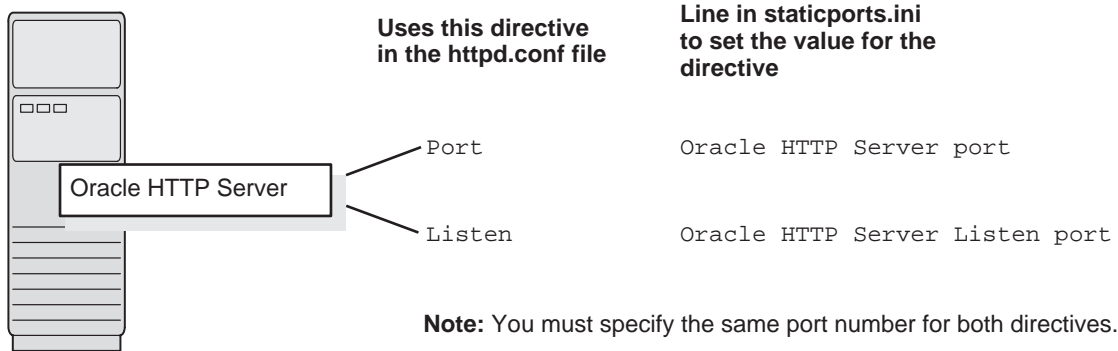 Uses this directive
in the httpd.conf file
Line in staticports.ini
to set the value for the
directive
Oracle HTTP Server
Port
Oracle HTTP Server port
Listen
Oracle HTTP Server Listen port
Note: You must specify the same port number for both directives.